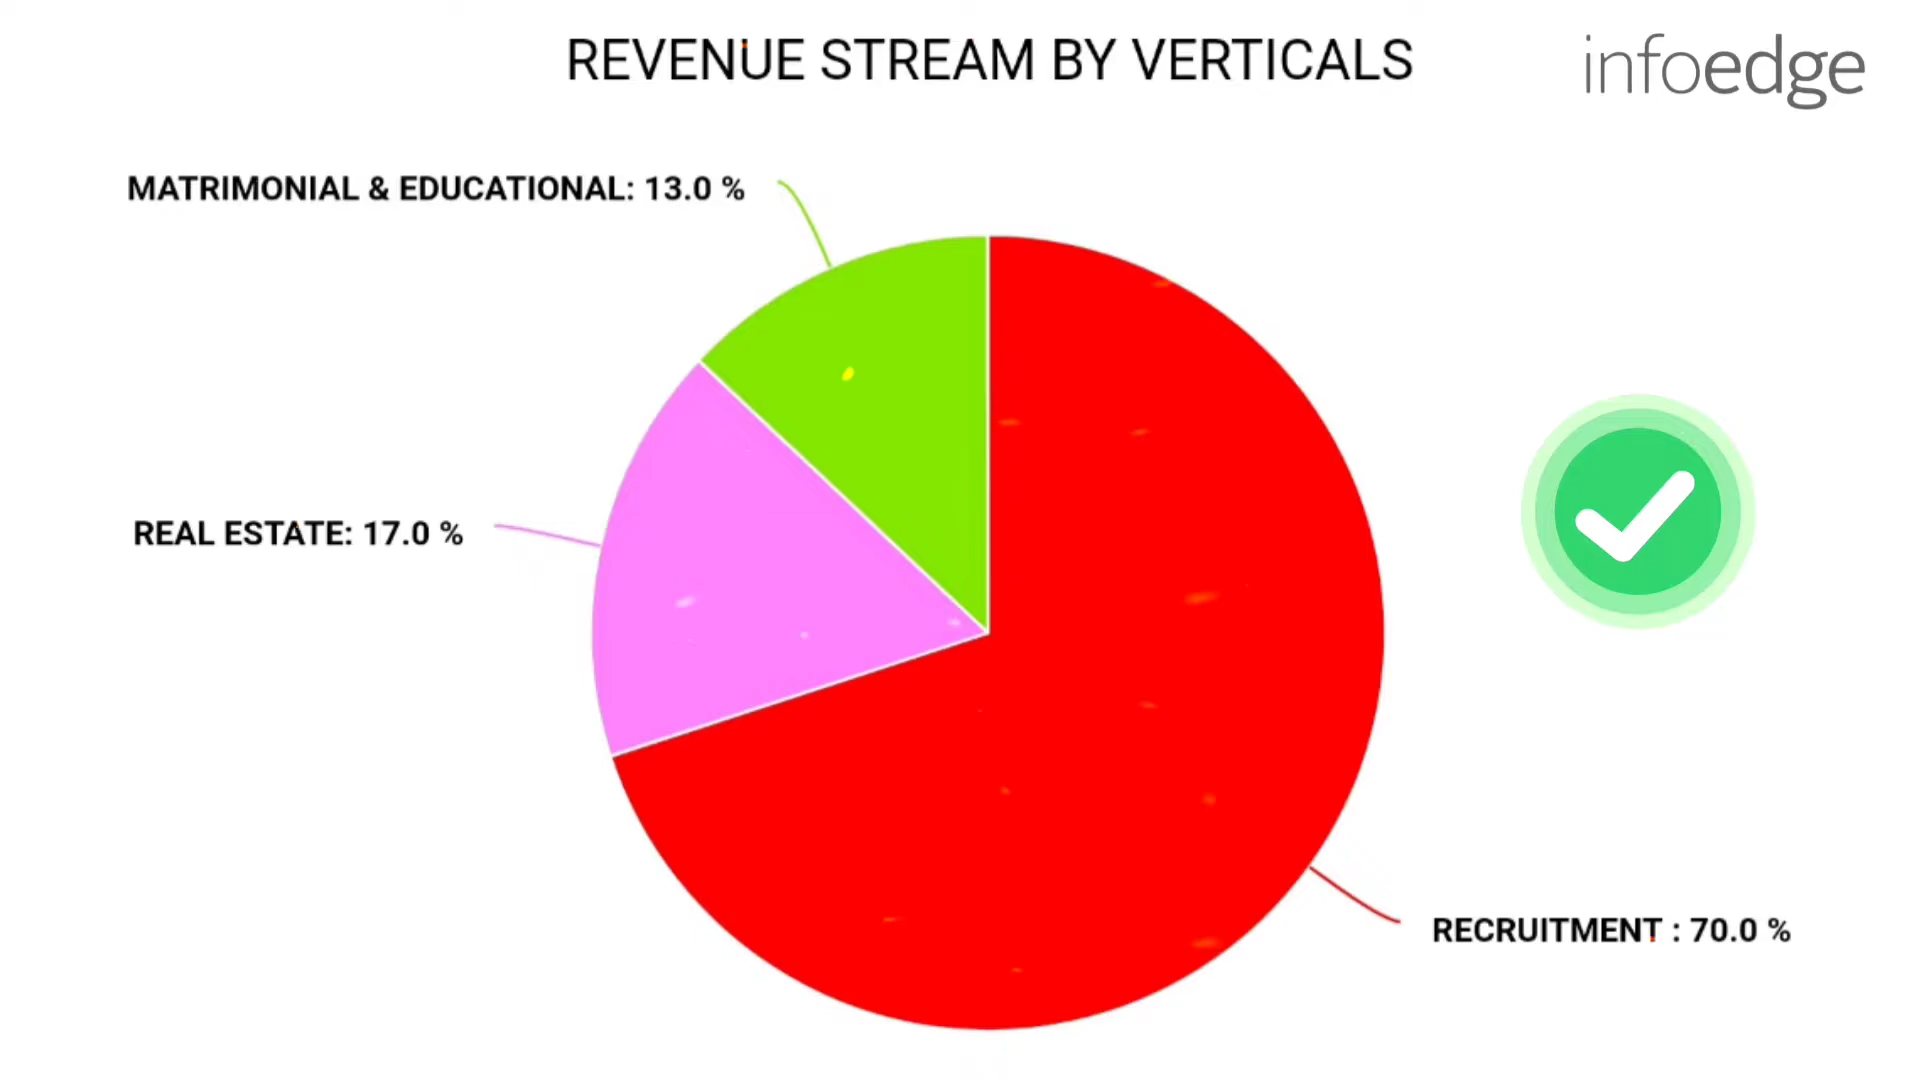 REVENUE STREAM BY VERTICALS
infoedge
MATRIMONIAL & EDUCATIONAL: 13.0 %
REAL ESTATE: 17.0 %
RECRUITMENT : 70.0 %